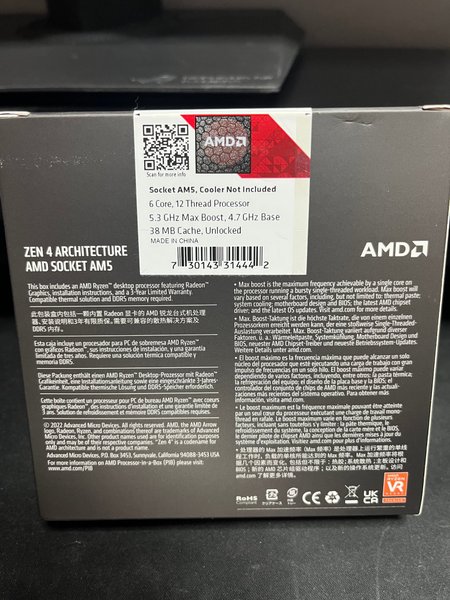 Scan for more info
AMD
Socket AM5, Cooler Not Included
6 Core, 12 Thread Processor
5.3 GHz Max Boost, 4.7 GHz Base
38 MB Cache, Unlocked
MADE IN CHINA
7 30143 31444 2
ZEN 4 ARCHITECTURE
AMD SOCKET AM5
AMD
This box includes an AMD Ryzen™ desktop processor featuring Radeon™
Graphics, installation instructions, and a 3-Year Limited Warranty.
Compatible thermal solution and DDR5 memory required.
此包装盒内包括一颗内置 Radeon 显卡的 AMD 锐龙台式机处理器、
安装说明和3年有限质保。需要可兼容的散热解决方案及
DDR5 内存。
Esta caja incluye un procesador para PC de sobremesa AMD Ryzen™
con gráficos Radeon™, instrucciones de instalación y garantía
limitada de 3 años. Requiere una solución térmica compatible y
memoria DDR5.
Diese Packung enthält einen AMD Ryzen™ Desktop-Prozessor mit Radeon™
Grafikeinheit, eine Installationsanleitung sowie eine eingeschränkte 3-Jahres-
Garantie. Kompatible Kühllösung und DDR5-Speicher erforderlich.
Cette boîte contient un processeur pour PC de bureau AMD Ryzen™ avec cœurs
graphiques Radeon™, des instructions d'installation et une garantie limitée de
3 ans. Solution de refroidissement et mémoire DDR5 compatibles requises.
© 2022 Advanced Micro Devices, Inc. All rights reserved. AMD, the AMD Arrow
logo, Radeon, Ryzen, and combinations thereof are trademarks of Advanced
Micro Devices, Inc. Other product names used are for identification purposes
only and may be of their respective companies' trademarks. "Zen 4" is a codename for
AMD architecture and is not a product name.
Advanced Micro Devices, Inc. P.O. Box 3453, Sunnyvale, California 94088-3453 USA
For more information on AMD Processor-in-a-Box (PIB) please visit:
www.amd.com/PIB
• Max boost is the maximum frequency achievable by a single core on
the processor running a bursty single-threaded workload. Max boost will
vary based on several factors, including, but not limited to: thermal paste;
system cooling; motherboard design and BIOS; the latest AMD chipset
driver; and the latest OS updates. Visit amd.com for more details.
• Max. Boost-Taktung ist die höchste Taktrate, die von einem einzelnen
Prozessorkern erreicht werden kann, der eine stoßweise Single-Threaded-
Auslastung verarbeitet. Max. Boost-Taktung variiert aufgrund diverser
Faktoren, u. a. Wärmeleitpaste, Systemkühlung, Motherboard Design und
BIOS, neuester AMD Chipset-Treiber und neueste Betriebssystem-Updates.
Weitere Details unter amd.com.
• El boost máximo es la frecuencia máxima que puede alcanzar un solo
núcleo del procesador que esté ejecutando una carga de trabajo con gran
impulso de frecuencias en un solo subproceso. El boost máximo puede variar
dependiendo de varios factores, incluido, entre otros: la pasta térmica;
la refrigeración del equipo; el diseño de la placa base y la BIOS; el
controlador del conjunto de chips de AMD más reciente y las actualizaciones
más recientes del sistema operativo. Para obtener más información,
visita amd.com.
• Le boost maximum est la fréquence maximale pouvant être atteinte
par un seul cœur du processeur exécutant une charge de travail mono
thread en rafale. Le boost maximum varie en fonction de plusieurs
facteurs, incluant sans toutefois s'y limiter : la pâte thermique, le
refroidissement du système, la conception de la carte mère et le BIOS,
le dernier pilote de chipset AMD ainsi que les dernières mises à jour du
système d'exploitation. Visitez amd.com pour plus d'informations.
RoHS
Compliant
UK
CA
CE
AMD
RYZEN
VR
PREMIUM